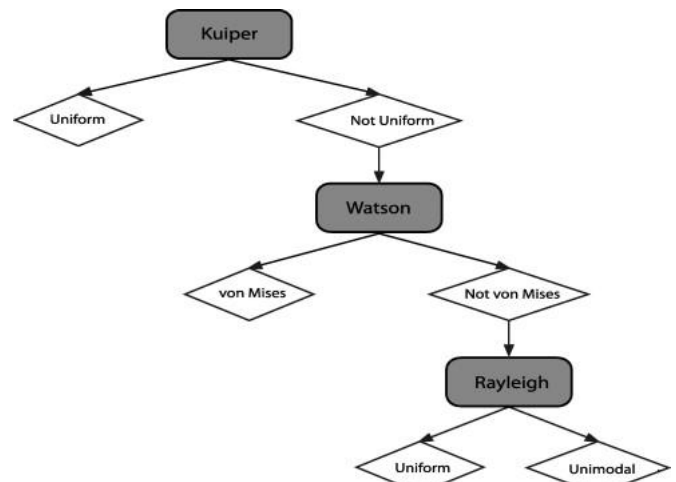 Kuiper
Uniform
Not Uniform
Watson
von Mises
Not von Mises
Rayleigh
Uniform
Unimodal